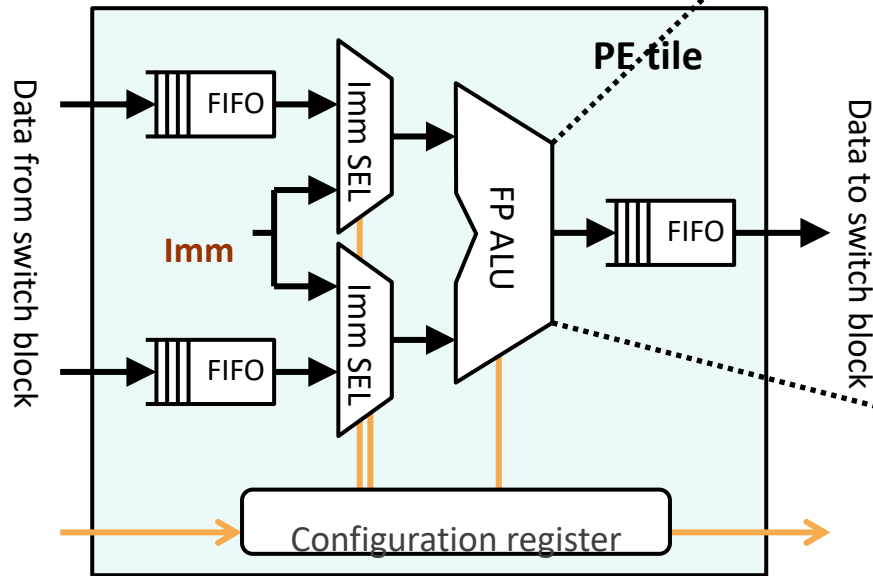 PE tile
Data from switch block
FIFO
Imm SEL
FP ALU
FIFO
Data to switch block
Imm
Imm SEL
FIFO
Configuration register